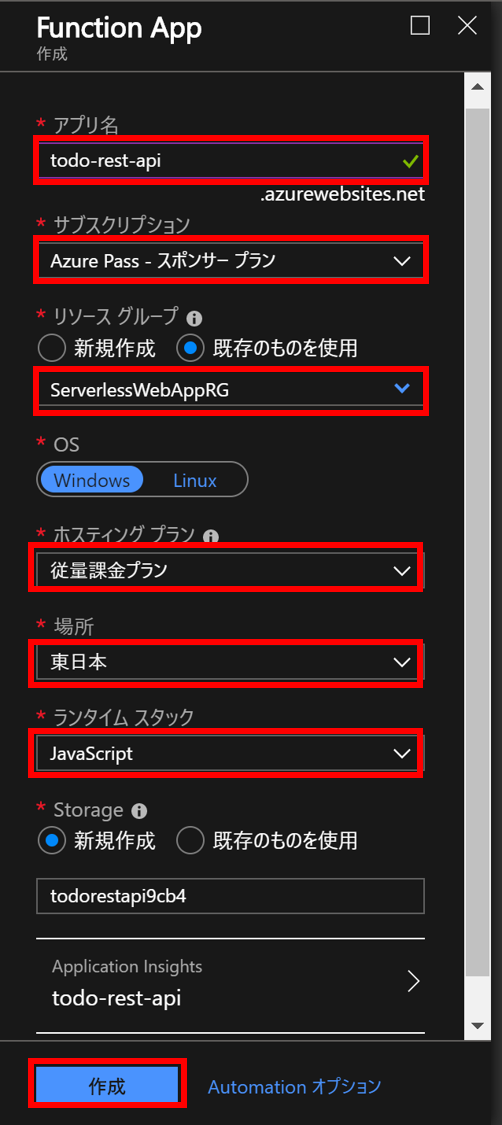 Function App
作成
* アプリ名
todo-rest-api
.azurewebsites.net
* サブスクリプション
Azure Pass - スポンサー プラン
* リソース グループ
新規作成 既存のものを使用
ServerlessWebAppRG
* OS
Windows Linux
* ホスティング プラン
従量課金プラン
* 場所
東日本
* ランタイム スタック
JavaScript
* Storage
新規作成 既存のものを使用
todorestapi9cb4
Application Insights
todo-rest-api
作成 Automation オプション